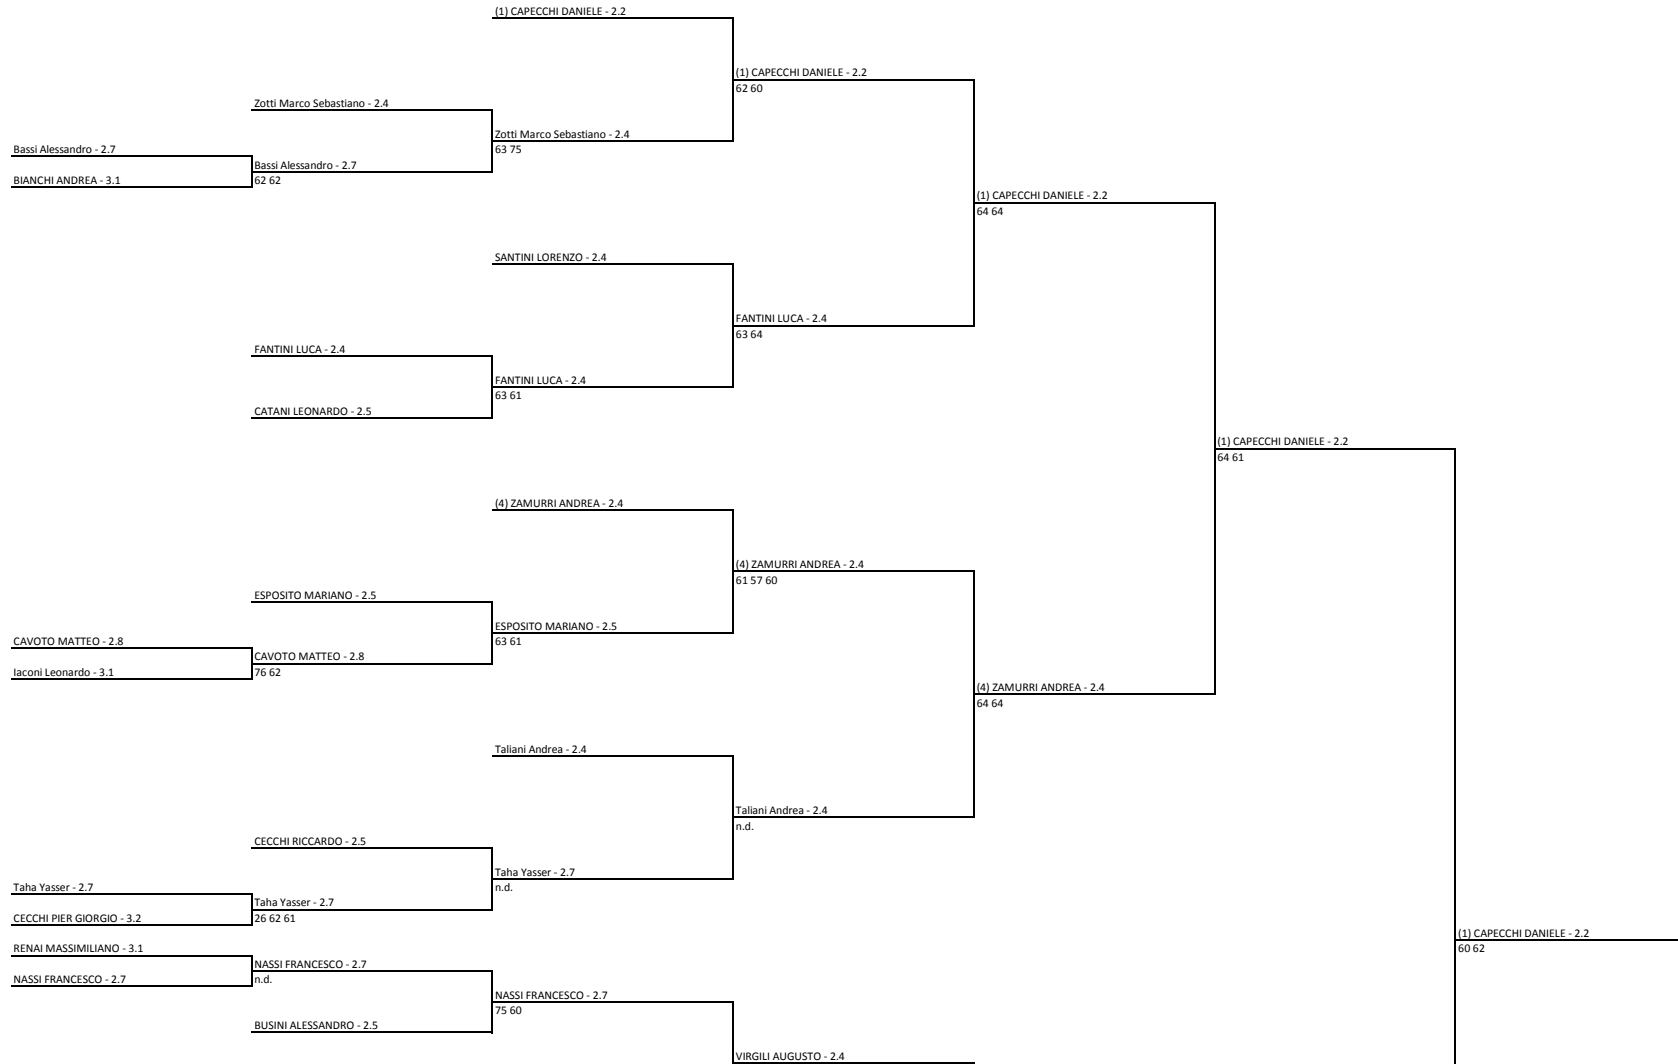 (1) CAPECCHI DANIELE - 2.2
(1) CAPECCHI DANIELE - 2.2
62 60
Zotti Marco Sebastiano - 2.4
Zotti Marco Sebastiano - 2.4
63 75
Bassi Alessandro - 2.7
Bassi Alessandro - 2.7
62 62
BIANCHI ANDREA - 3.1
(1) CAPECCHI DANIELE - 2.2
64 64
SANTINI LORENZO - 2.4
FANTINI LUCA - 2.4
63 64
FANTINI LUCA - 2.4
FANTINI LUCA - 2.4
63 61
CATANI LEONARDO - 2.5
(1) CAPECCHI DANIELE - 2.2
64 61
(4) ZAMURRI ANDREA - 2.4
(4) ZAMURRI ANDREA - 2.4
61 57 60
ESPOSITO MARIANO - 2.5
ESPOSITO MARIANO - 2.5
63 61
CAVOTO MATTEO - 2.8
CAVOTO MATTEO - 2.8
76 62
Iaconi Leonardo - 3.1
(4) ZAMURRI ANDREA - 2.4
64 64
Taliani Andrea - 2.4
Taliani Andrea - 2.4
n.d.
CECCHI RICCARDO - 2.5
Taha Yasser - 2.7
n.d.
Taha Yasser - 2.7
Taha Yasser - 2.7
26 62 61
CECCHI PIER GIORGIO - 3.2
(1) CAPECCHI DANIELE - 2.2
60 62
RENAI MASSIMILIANO - 3.1
NASSI FRANCESCO - 2.7
n.d.
NASSI FRANCESCO - 2.7
NASSI FRANCESCO - 2.7
75 60
BUSINI ALESSANDRO - 2.5
VIRGILI AUGUSTO - 2.4